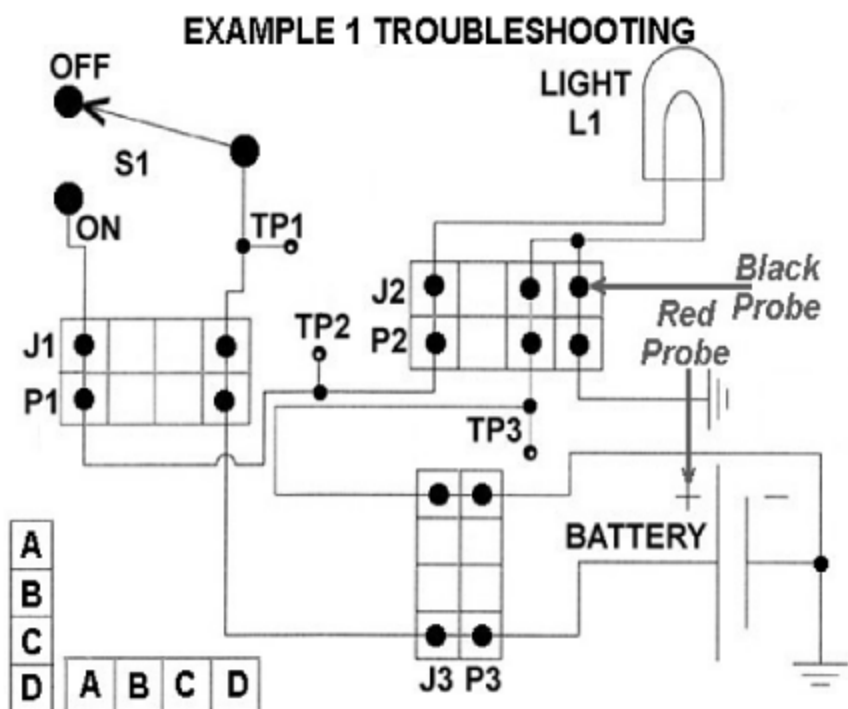 EXAMPLE 1 TROUBLESHOOTING
OFF
LIGHT
L1
S1
ON
TP1
J2
Black
Probe
Red
Probe
TP2
P2
J1
P1
TP3
+ −
BATTERY
A
B
C
D
A B C D
J3 P3